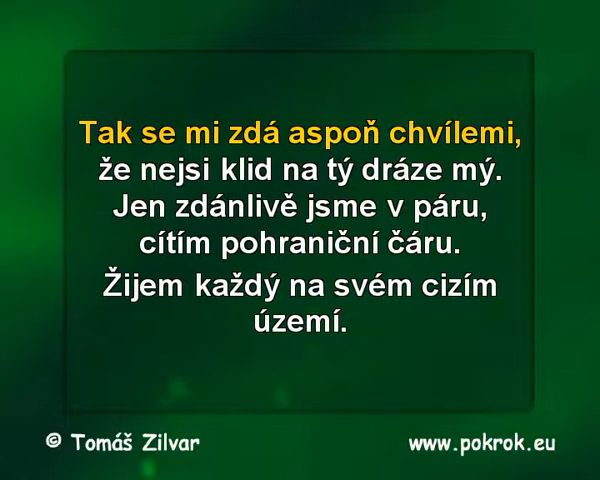 Tak se mi zdá aspoň chvílemi,
že nejsi klid na tý dráze mý.
Jen zdánlivě jsme v páru,
cítím pohraniční čáru.
Žijem každý na svém cizím
území.
© Tomáš Zilvar
www.pokrok.eu